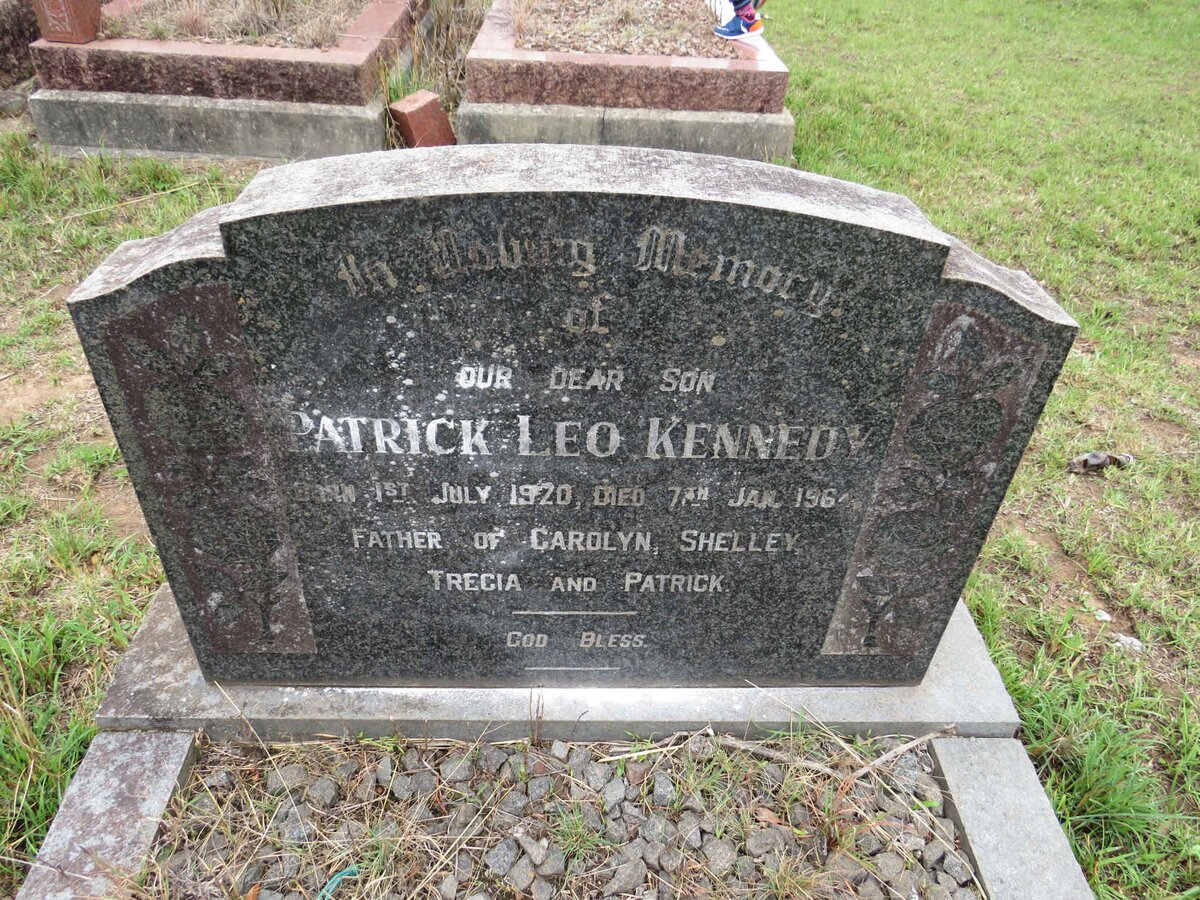 In Loving Memory
of
OUR DEAR SON
PATRICK LEO KENNEDY
BORN 1ST JULY 1920, DIED 7TH JAN. 1964
FATHER OF CAROLYN, SHELLEY,
TRECIA AND PATRICK.
GOD BLESS.